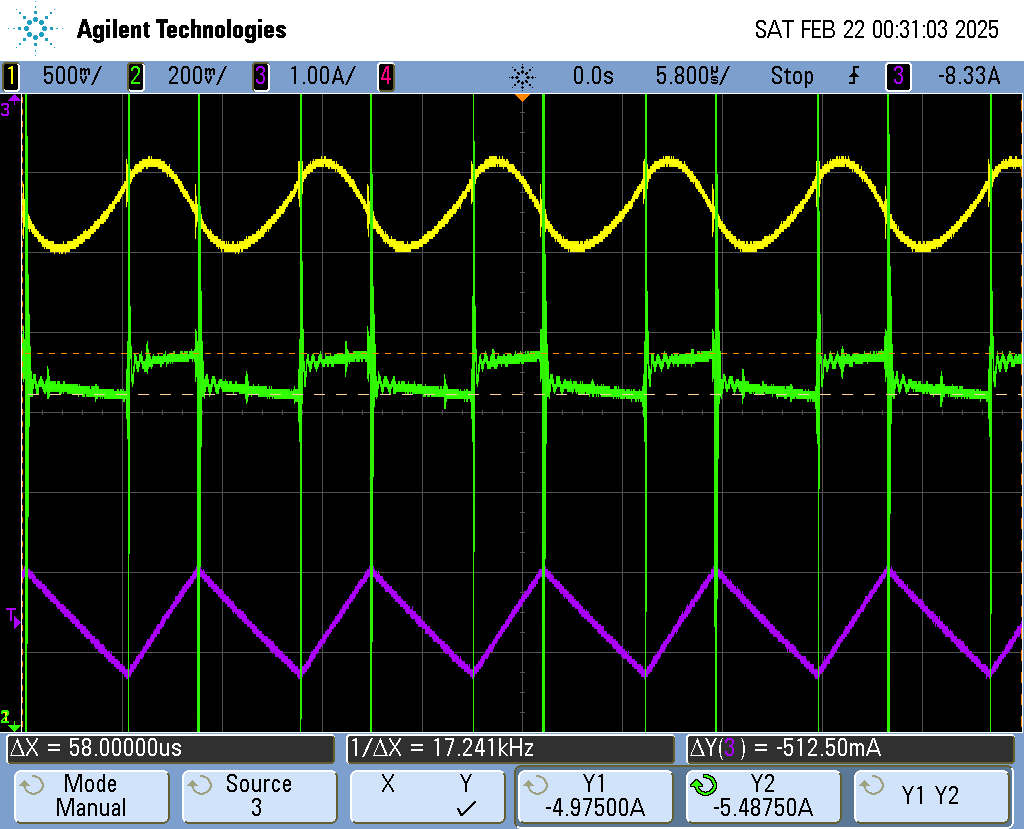 Agilent Technologies
SAT FEB 22 00:31:03 2025
1 500mV/ 2 200mV/ 3 1.00A/ 4 0.0s 5.800us/ Stop 3 -8.33A
3
T
2
ΔX = 58.00000us
1/ΔX = 17.241kHz
ΔY(3) = -512.50mA
Mode
Manual
Source
3
X Y
Y1
-4.97500A
Y2
-5.48750A
Y1 Y2